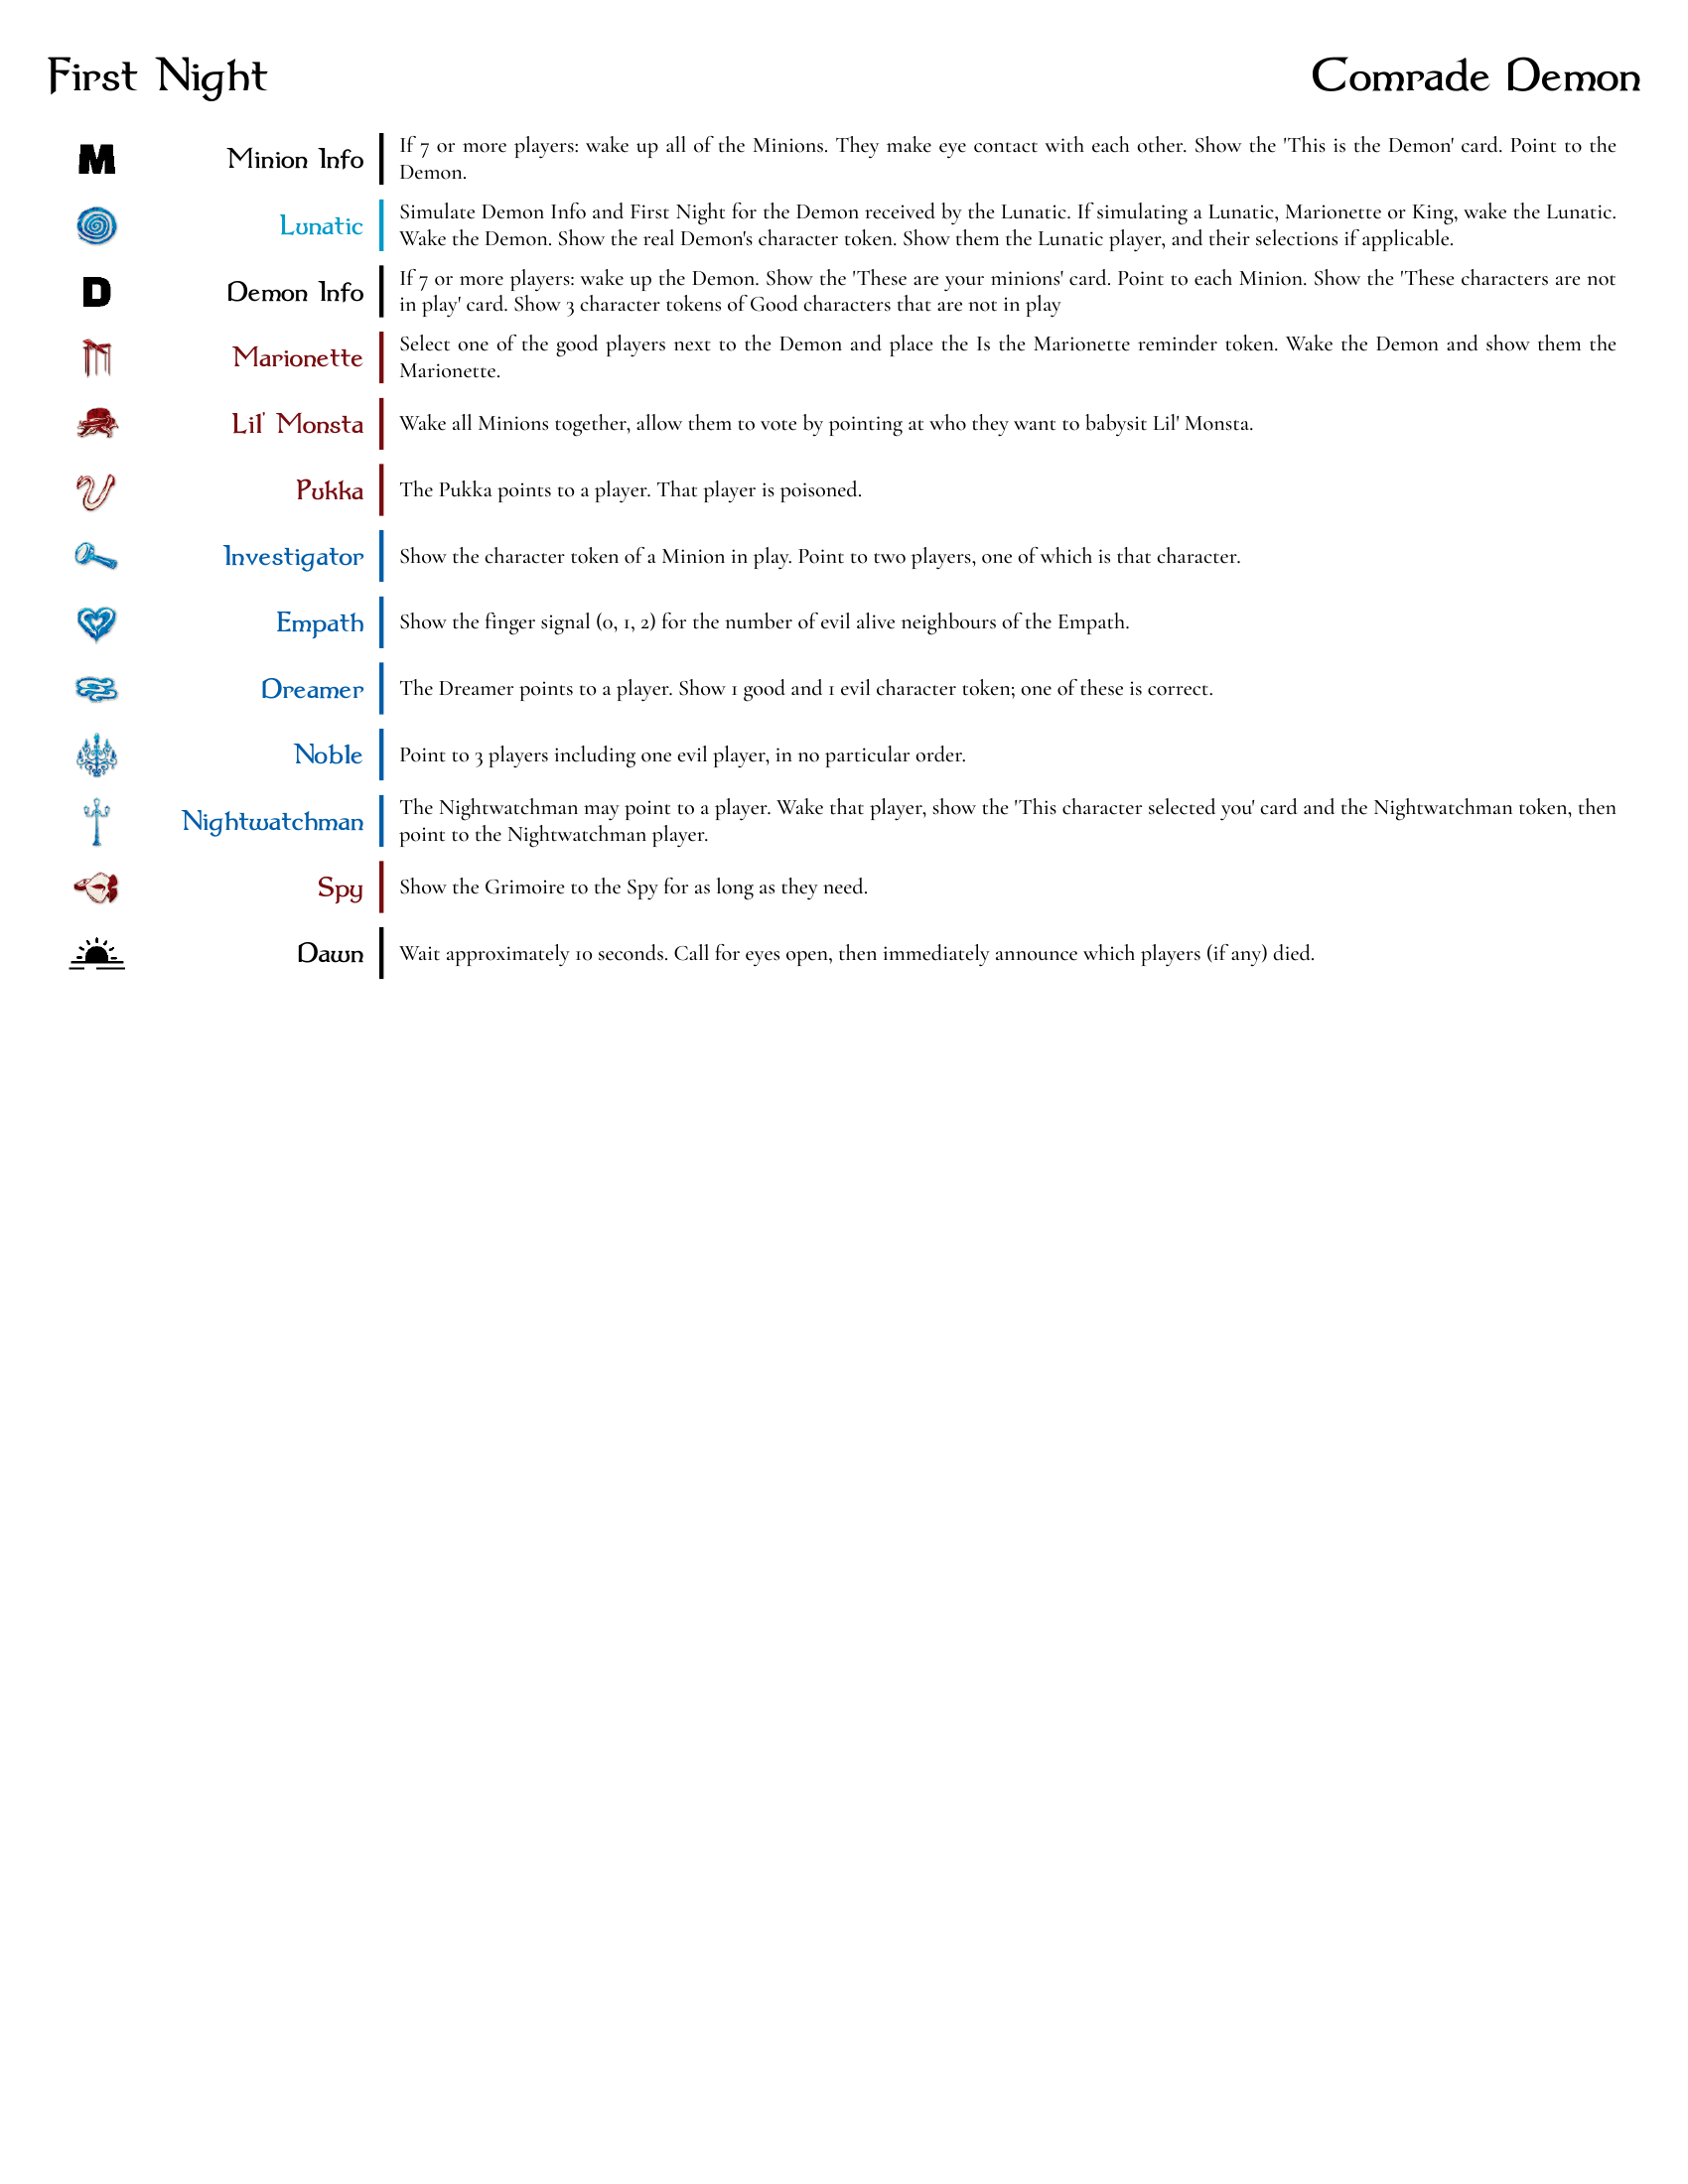 First Night
Comrade Demon
M
Minion Info
If 7 or more players: wake up all of the Minions. They make eye contact with each other. Show the 'This is the Demon' card. Point to the
Demon.
Lunatic
Simulate Demon Info and First Night for the Demon received by the Lunatic. If simulating a Lunatic, Marionette or King, wake the Lunatic.
Wake the Demon. Show the real Demon's character token. Show them the Lunatic player, and their selections if applicable.
D
Demon Info
If 7 or more players: wake up the Demon. Show the 'These are your minions' card. Point to each Minion. Show the 'These characters are not
in play' card. Show 3 character tokens of Good characters that are not in play
Marionette
Select one of the good players next to the Demon and place the Is the Marionette reminder token. Wake the Demon and show them the
Marionette.
Lil' Monsta
Wake all Minions together, allow them to vote by pointing at who they want to babysit Lil' Monsta.
Pukka
The Pukka points to a player. That player is poisoned.
Investigator
Show the character token of a Minion in play. Point to two players, one of which is that character.
Empath
Show the finger signal (0, 1, 2) for the number of evil alive neighbours of the Empath.
Dreamer
The Dreamer points to a player. Show 1 good and 1 evil character token; one of these is correct.
Noble
Point to 3 players including one evil player, in no particular order.
Nightwatchman
The Nightwatchman may point to a player. Wake that player, show the 'This character selected you' card and the Nightwatchman token, then
point to the Nightwatchman player.
Spy
Show the Grimoire to the Spy for as long as they need.
Dawn
Wait approximately 10 seconds. Call for eyes open, then immediately announce which players (if any) died.